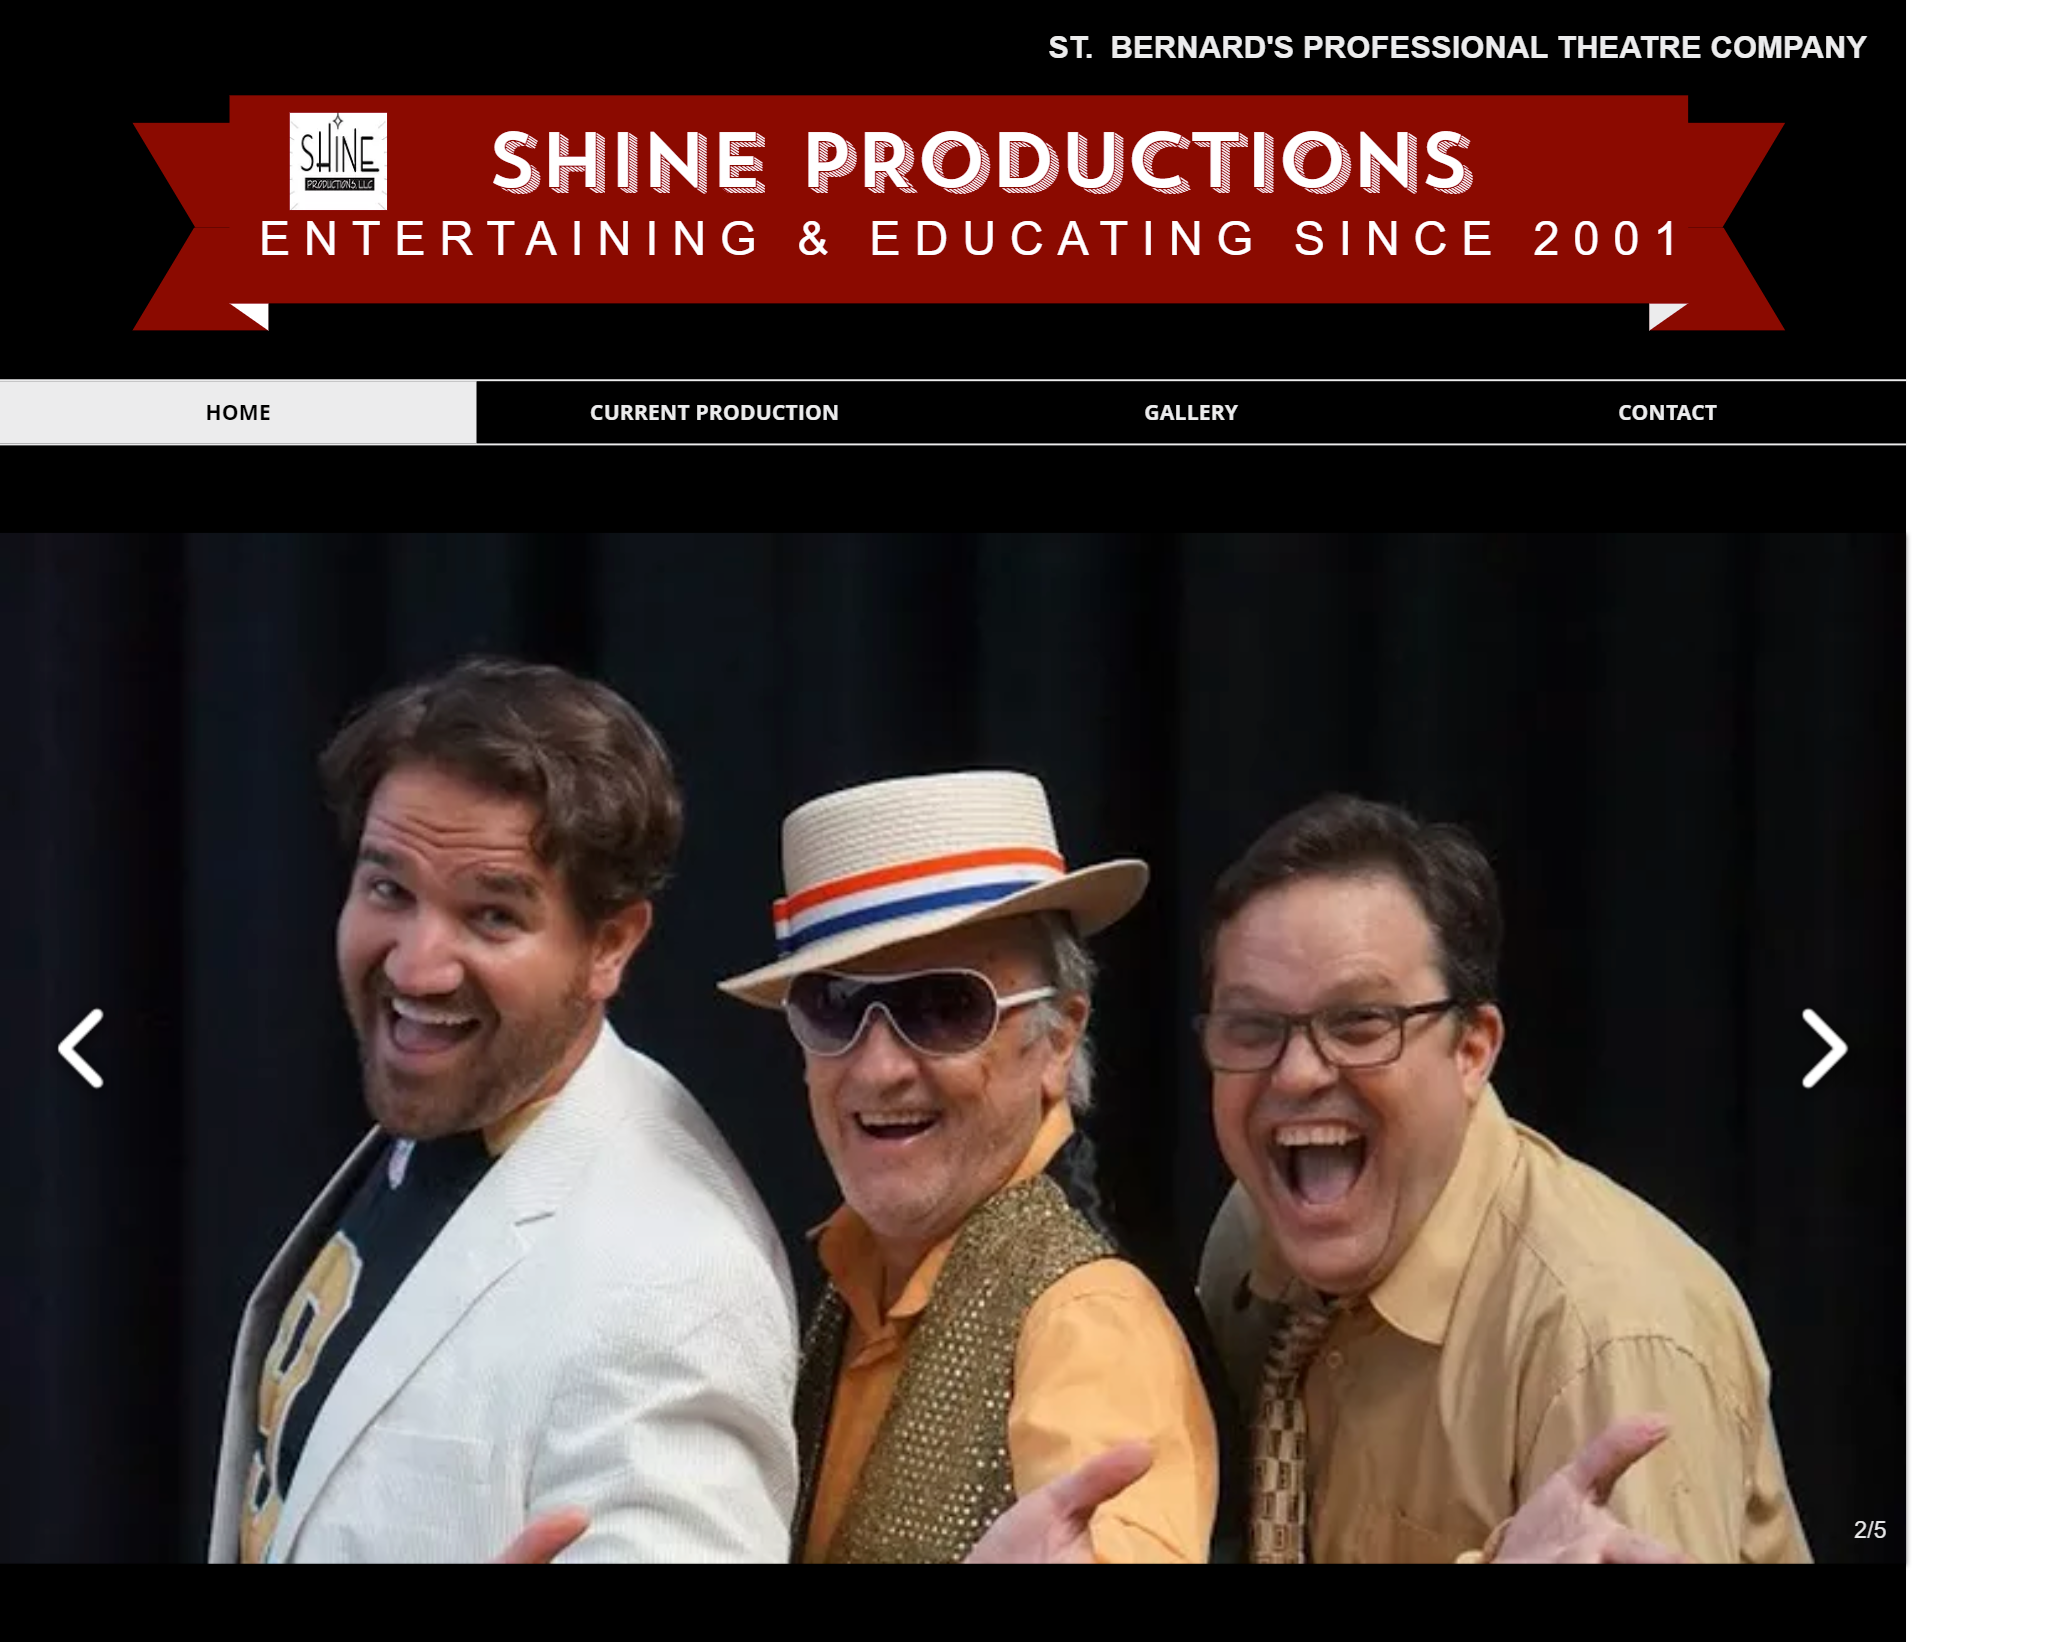 ST. BERNARD'S PROFESSIONAL THEATRE COMPANY
SHINE
PRODUCTIONS, LLC
SHINE PRODUCTIONS
ENTERTAINING & EDUCATING SINCE 2001
HOME
CURRENT PRODUCTION
GALLERY
CONTACT
2/5